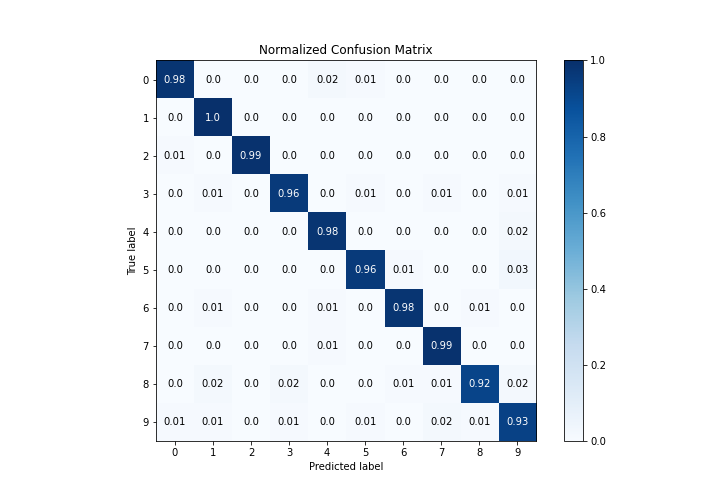 Normalized Confusion Matrix
0 0.98 0.0 0.0 0.0 0.02 0.01 0.0 0.0 0.0 0.0
1 0.0 1.0 0.0 0.0 0.0 0.0 0.0 0.0 0.0 0.0
2 0.01 0.0 0.99 0.0 0.0 0.0 0.0 0.0 0.0 0.0
3 0.0 0.01 0.0 0.96 0.0 0.01 0.0 0.01 0.0 0.01
4 0.0 0.0 0.0 0.0 0.98 0.0 0.0 0.0 0.0 0.02
5 0.0 0.0 0.0 0.0 0.0 0.96 0.01 0.0 0.0 0.03
6 0.0 0.01 0.0 0.0 0.01 0.0 0.98 0.0 0.01 0.0
7 0.0 0.0 0.0 0.0 0.01 0.0 0.0 0.99 0.0 0.0
8 0.0 0.02 0.0 0.02 0.0 0.0 0.01 0.01 0.92 0.02
9 0.01 0.01 0.0 0.01 0.0 0.01 0.0 0.02 0.01 0.93
0 1 2 3 4 5 6 7 8 9
Predicted label
True label
1.0
0.8
0.6
0.4
0.2
0.0